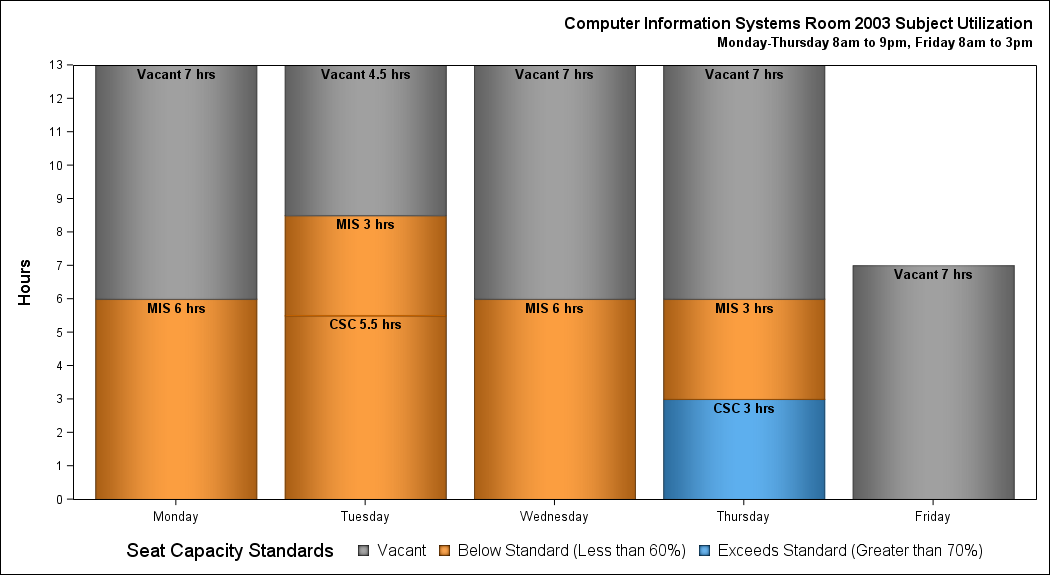 Computer Information Systems Room 2003 Subject Utilization
Monday-Thursday 8am to 9pm, Friday 8am to 3pm
Hours
13
12
11
10
9
8
7
6
5
4
3
2
1
0
Vacant 7 hrs
MIS 6 hrs
Vacant 4.5 hrs
MIS 3 hrs
CSC 5.5 hrs
Vacant 7 hrs
MIS 6 hrs
Vacant 7 hrs
MIS 3 hrs
CSC 3 hrs
Vacant 7 hrs
Monday Tuesday Wednesday Thursday Friday
Seat Capacity Standards Vacant Below Standard (Less than 60%) Exceeds Standard (Greater than 70%)